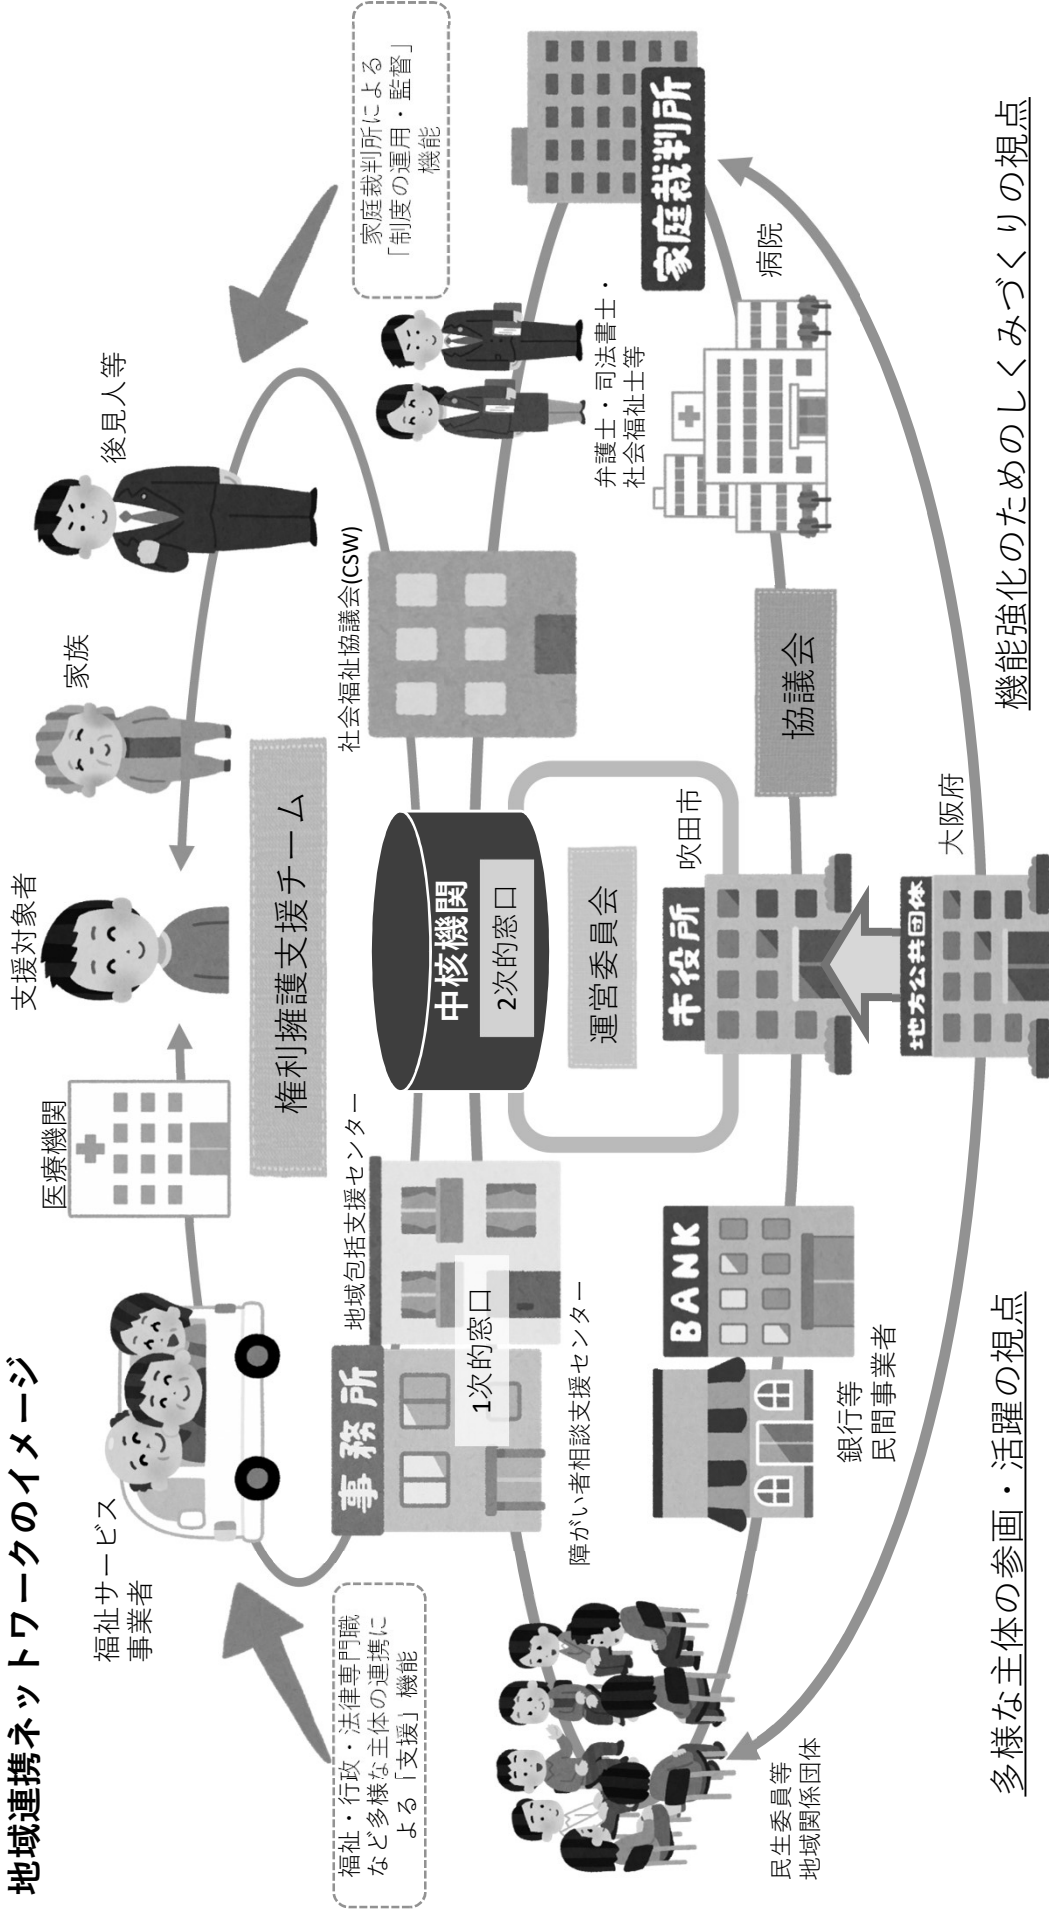 地域連携ネットワークのイメージ
支援対象者
家族
後見人等
医療機関
福祉サービス
事業者
権利擁護支援チーム
福祉・行政・法律専門職
など多様な主体の連携に
よる「支援」機能
家庭裁判所による
「制度の運用・監督」
機能
地域包括支援センター
社会福祉協議会(CSW)
事務所
1次的窓口
障がい者相談支援センター
中核機関
2次的窓口
運営委員会
弁護士・司法書士・
社会福祉士等
家庭裁判所
病院
吹田市
市役所
協議会
BANK
銀行等
民間事業者
民生委員等
地域関係団体
大阪府
地方公共団体
多様な主体の参画・活躍の視点
機能強化のためのしくみづくりの視点